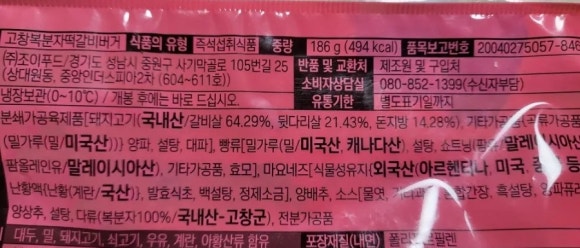 고창복분자떡갈비버거 식품의 유형 즉석섭취식품 중량 186 g (494 kcal) 품목보고번호 20040275057-846
(주)조이푸드/경기도 성남시 중원구 사기막골로 105번길 25 반품 및 교환처 제조원 및 구입처
(상대원동, 중앙인더스피아2차 (604~611호)) 소비자상담실 080-852-1399(수신자부담)
냉장보관(0~10℃) / 개봉 후에는 바로 드십시오. 유통기한 별도표기일까지
분쇄가공육제품[돼지고기(국내산/갈비살 64.29%, 뒷다리살 21.43%, 돈지방 14.28%), 기타가공품(곡류가공품
(밀가루{밀/미국산})} 양파, 설탕, 대파], 빵류[밀가루(밀/미국산, 캐나다산), 설탕, 쇼트닝(팜유/말레이시아산
팜올레인유/말레이시아산), 기타가공품, 효모], 마요네즈[식물성유지(외국산(아르헨티나, 미국,
난황액(난황(계란/국산)}, 발효식초, 백설탕, 정제소금], 양배추, 소스[물엿, 간장, 흑설탕,
양상추, 설탕, 다류(복분자100%/국내산-고창군), 전분가공품
대두, 밀, 돼지고기, 쇠고기, 우유, 계란, 아황산류 함유 포장재질(내면)